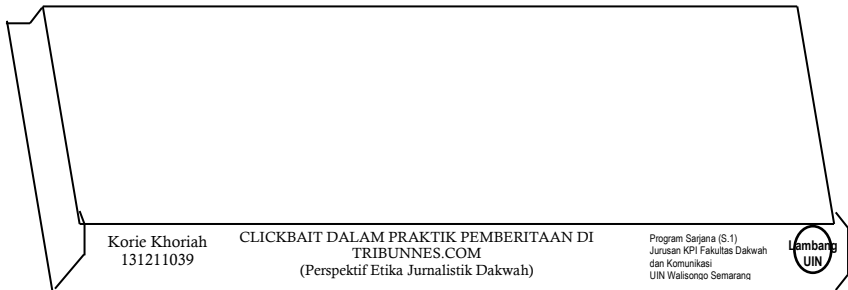 Korie Khoriah
131211039
CLICKBAIT DALAM PRAKTIK PEMBERITAAN DI
TRIBUNNES.COM
(Perspektif Etika Jurnalistik Dakwah)
Program Sarjana (S.1)
Jurusan KPI Fakultas Dakwah
dan Komunikasi
UIN Walisongo Semarang
Lambang
UIN